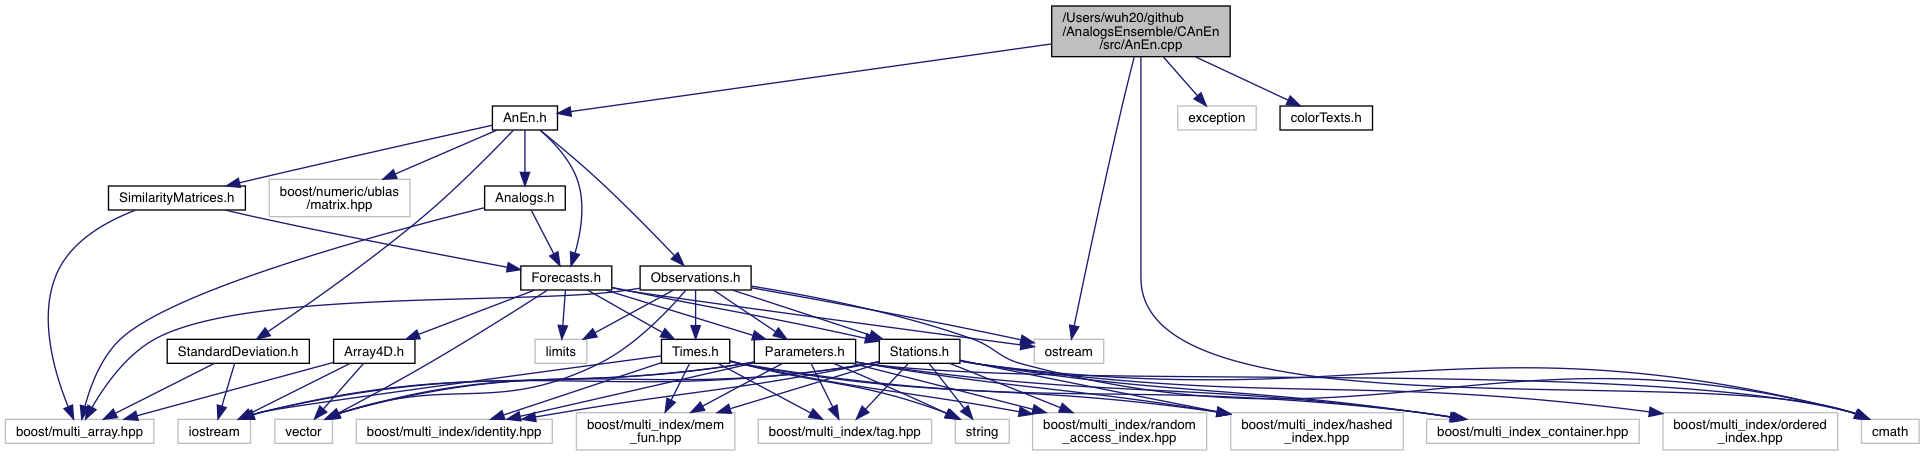 /Users/wuh20/github
/AnalogsEnsemble/CAnEn
/src/AnEn.cpp
AnEn.h
exception
colorTexts.h
SimilarityMatrices.h
boost/numeric/ublas
/matrix.hpp
Analogs.h
Forecasts.h
Observations.h
StandardDeviation.h
Array4D.h
limits
Times.h
Parameters.h
Stations.h
ostream
boost/multi_array.hpp
iostream
vector
boost/multi_index/identity.hpp
boost/multi_index/mem
_fun.hpp
boost/multi_index/tag.hpp
string
boost/multi_index/random
_access_index.hpp
boost/multi_index/hashed
_index.hpp
boost/multi_index_container.hpp
boost/multi_index/ordered
_index.hpp
cmath